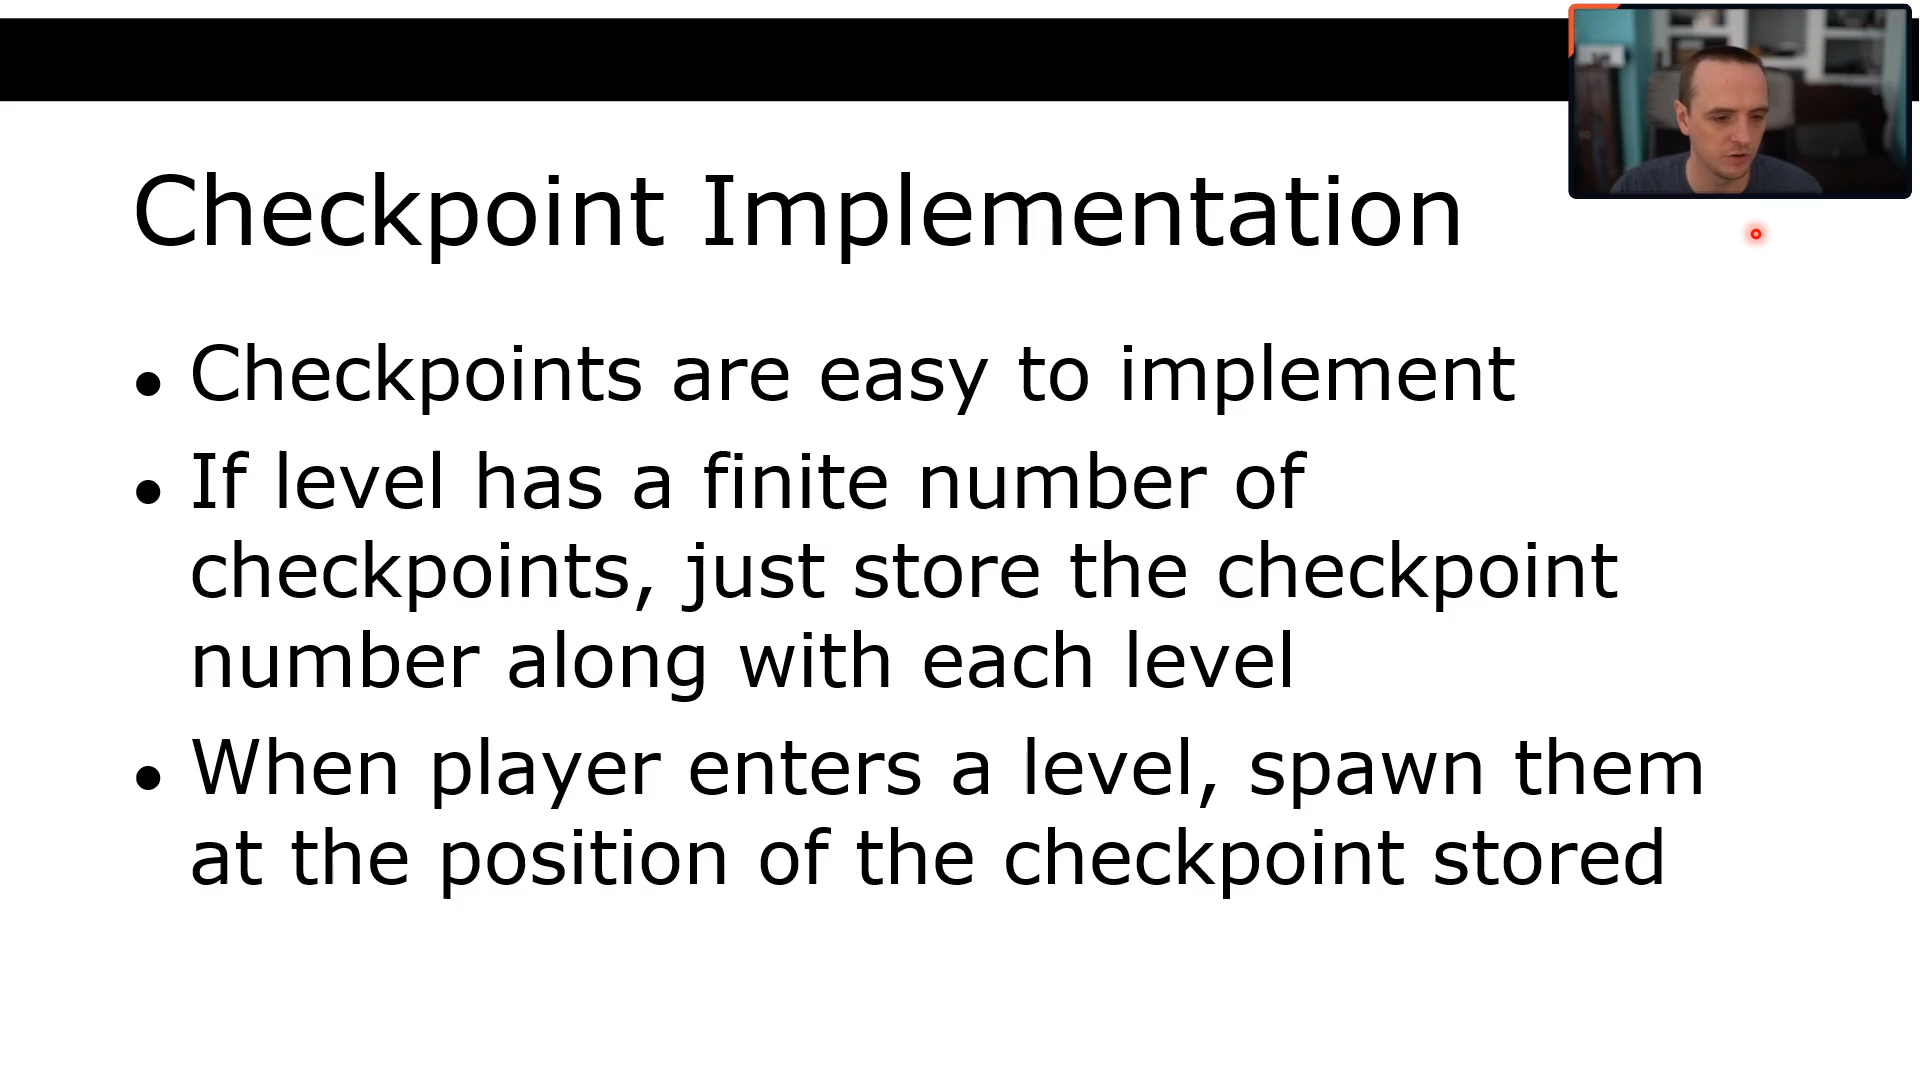 Checkpoint Implementation
• Checkpoints are easy to implement
• If level has a finite number of
checkpoints, just store the checkpoint
number along with each level
• When player enters a level, spawn them
at the position of the checkpoint stored